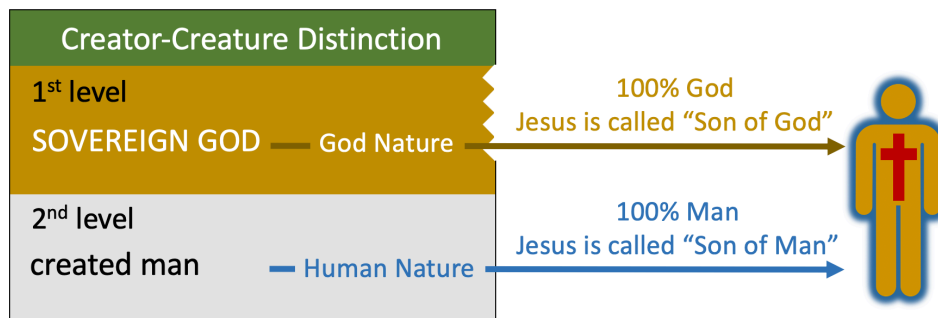 Creator-Creature Distinction
1st level
SOVEREIGN GOD
God Nature
100% God
Jesus is called “Son of God”
2nd level
created man
Human Nature
100% Man
Jesus is called “Son of Man”